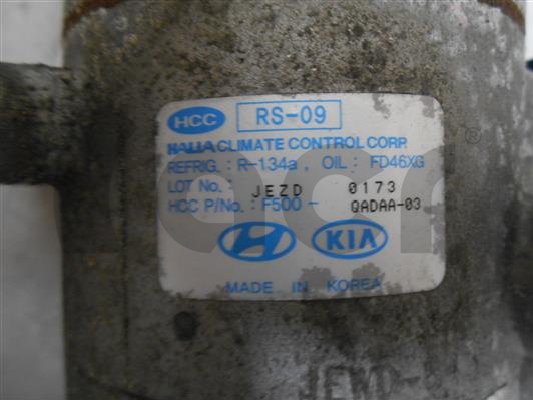 HCC RS-09
HALLA CLIMATE CONTROL CORP.
REFRIG. : R-134a, OIL : FD46XG
LOT No. : JEZD 0173
HCC P/No. : F500 - QADAA-03
KIA
MADE IN KOREA